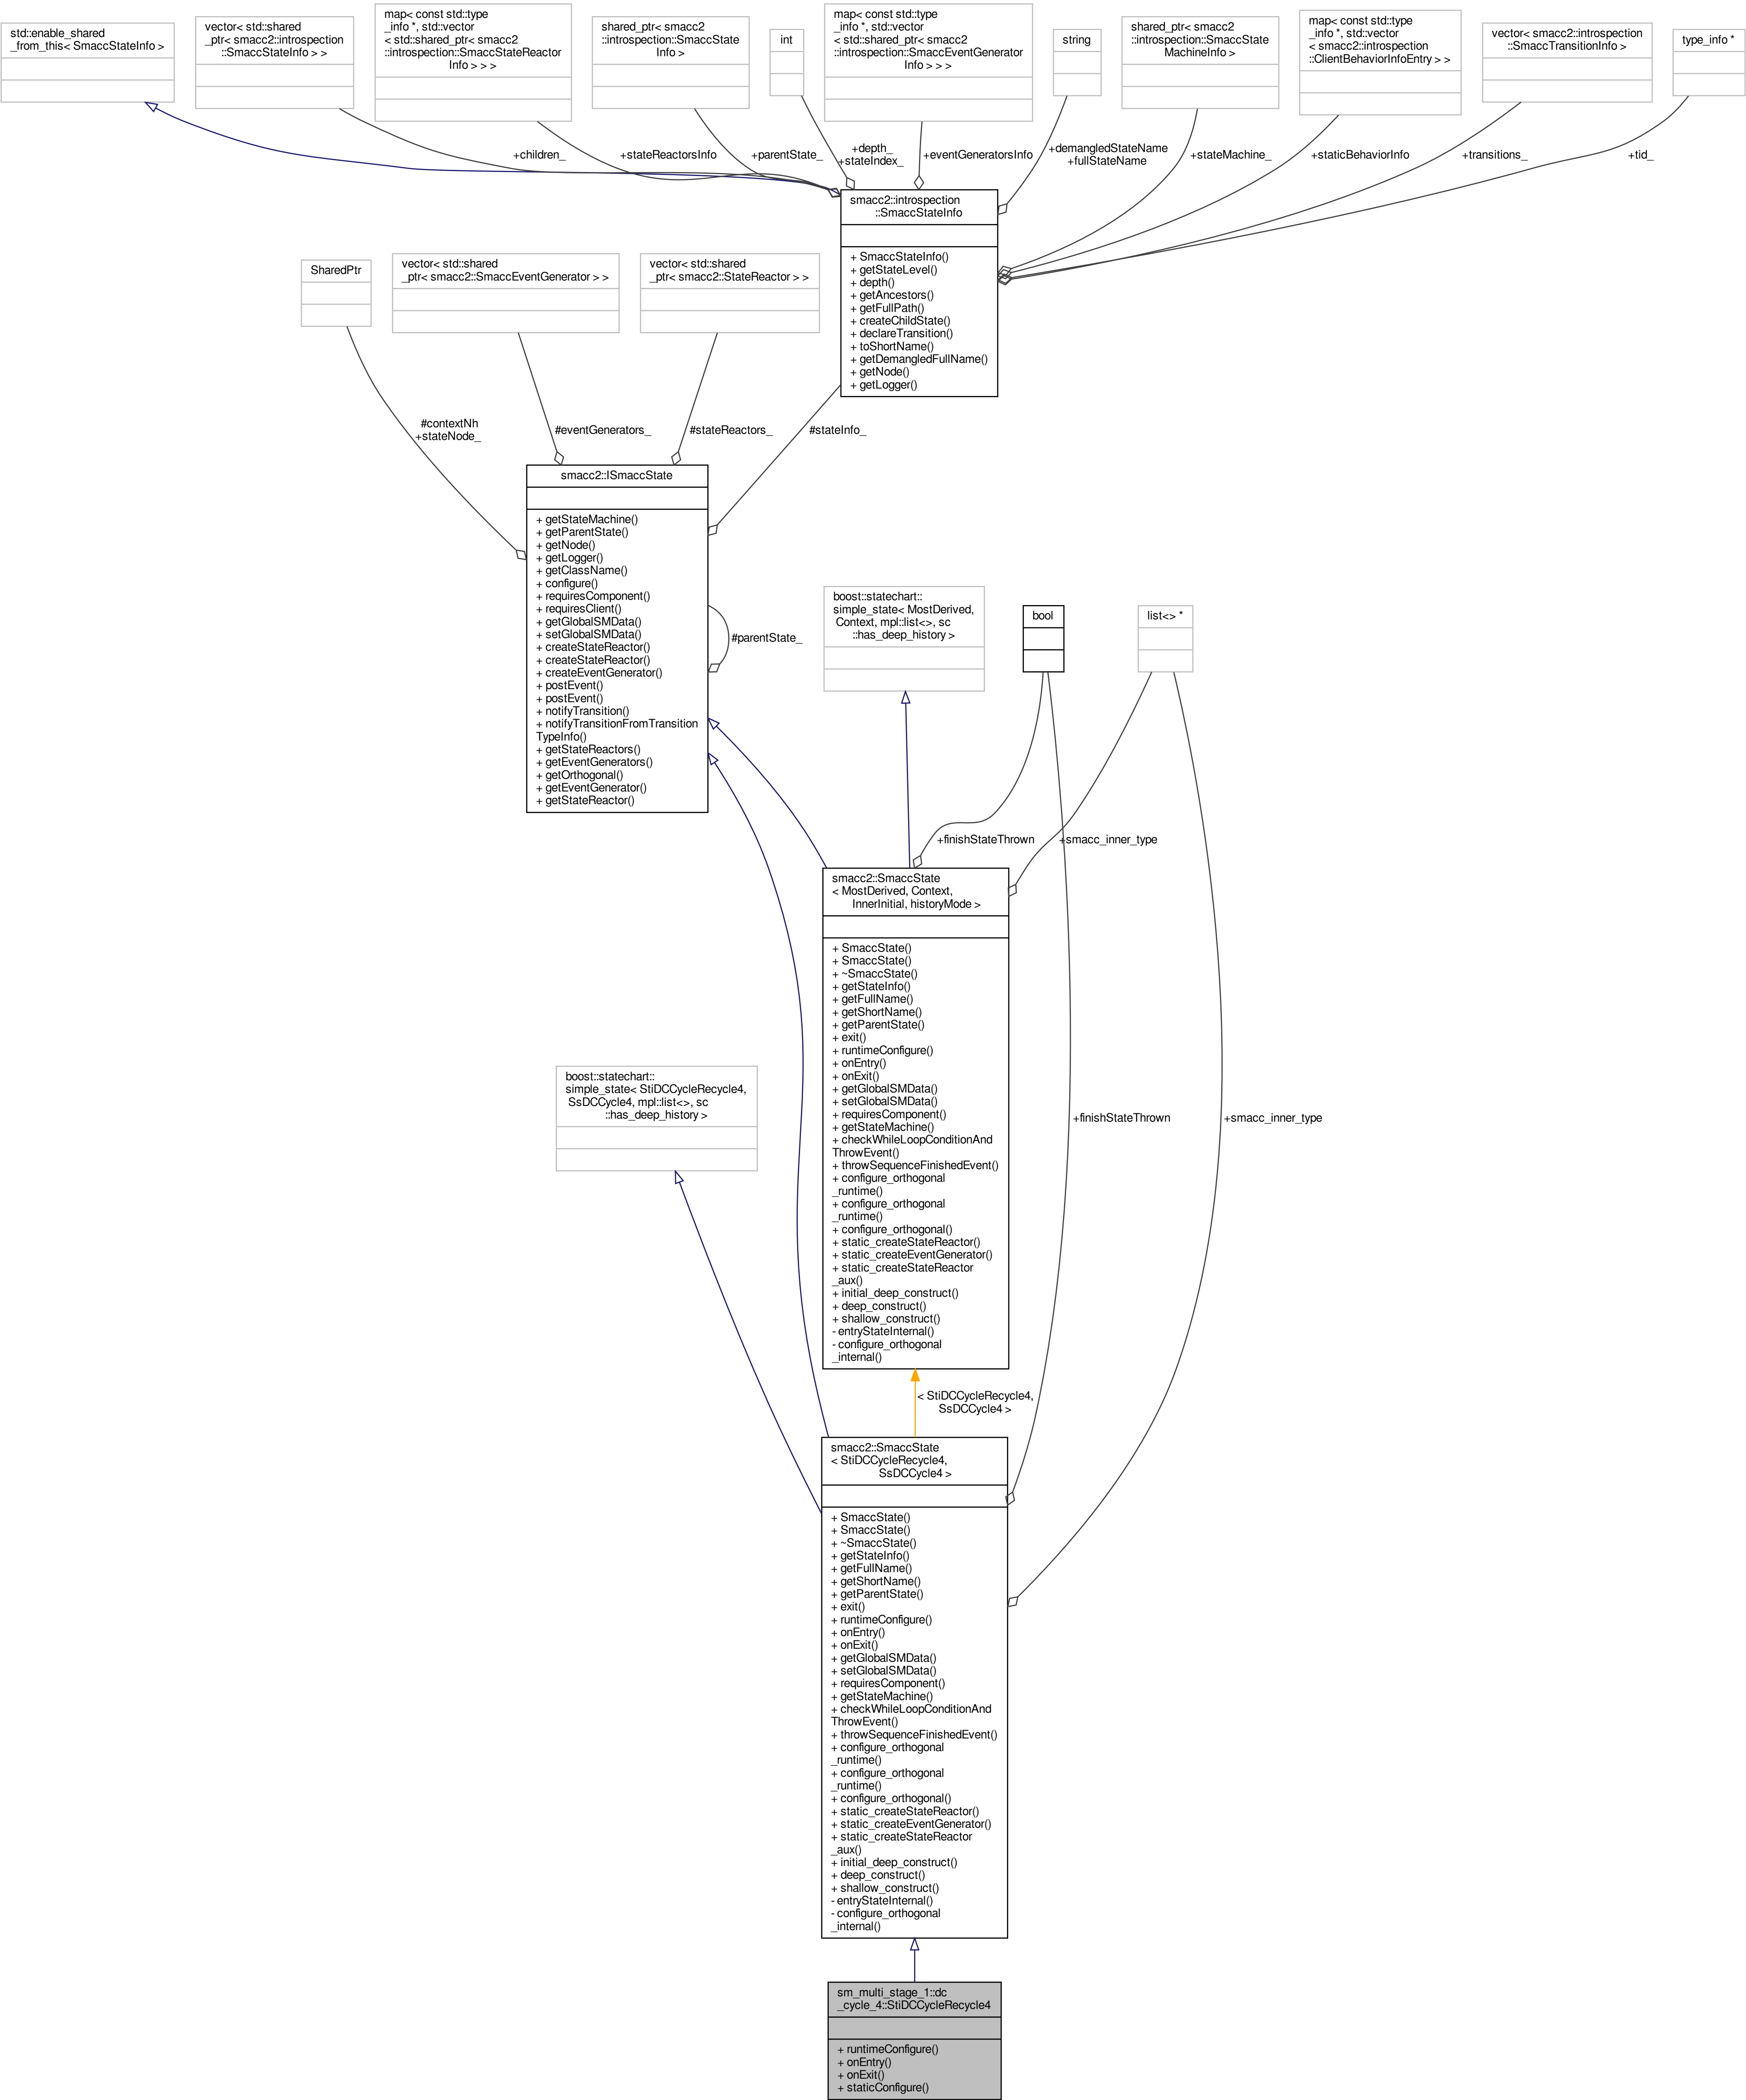 std::enable_shared
_from_this< SmaccStateInfo >
vector< std::shared
_ptr< smacc2::introspection
::SmaccStateInfo > >
map< const std::type
_info *, std::vector
< std::shared_ptr< smacc2
::introspection::SmaccStateReactor
Info > > >
shared_ptr< smacc2
::introspection::SmaccState
Info >
int
map< const std::type
_info *, std::vector
< std::shared_ptr< smacc2
::introspection::SmaccEventGenerator
Info > > >
string
shared_ptr< smacc2
::introspection::SmaccState
MachineInfo >
map< const std::type
_info *, std::vector
< smacc2::introspection
::ClientBehaviorInfoEntry > >
vector< smacc2::introspection
::SmaccTransitionInfo >
type_info *
+children_
+stateReactorsInfo
+parentState_
+depth_
+stateIndex_
+eventGeneratorsInfo
+demangledStateName
+fullStateName
+stateMachine_
+staticBehaviorInfo
+transitions_
+tid_
smacc2::introspection
::SmaccStateInfo
+ SmaccStateInfo()
+ getStateLevel()
+ depth()
+ getAncestors()
+ getFullPath()
+ createChildState()
+ declareTransition()
+ toShortName()
+ getDemangledFullName()
+ getNode()
+ getLogger()
SharedPtr
vector< std::shared
_ptr< smacc2::SmaccEventGenerator > >
vector< std::shared
_ptr< smacc2::StateReactor > >
#contextNh
+stateNode_
#eventGenerators_
#stateReactors_
#stateInfo_
smacc2::ISmaccState
+ getStateMachine()
+ getParentState()
+ getNode()
+ getLogger()
+ getClassName()
+ configure()
+ requiresComponent()
+ requiresClient()
+ getGlobalSMData()
+ setGlobalSMData()
+ createStateReactor()
+ createStateReactor()
+ createEventGenerator()
+ postEvent()
+ postEvent()
+ notifyTransition()
+ notifyTransitionFromTransition
TypeInfo()
+ getStateReactors()
+ getEventGenerators()
+ getOrthogonal()
+ getEventGenerator()
+ getStateReactor()
#parentState_
boost::statechart::
simple_state< MostDerived,
Context, mpl::list<>, sc
::has_deep_history >
bool
list<> *
+finishStateThrown
+smacc_inner_type
smacc2::SmaccState
< MostDerived, Context,
InnerInitial, historyMode >
+ SmaccState()
+ SmaccState()
+ ~SmaccState()
+ getStateInfo()
+ getFullName()
+ getShortName()
+ getParentState()
+ exit()
+ runtimeConfigure()
+ onEntry()
+ onExit()
+ getGlobalSMData()
+ setGlobalSMData()
+ requiresComponent()
+ getStateMachine()
+ checkWhileLoopConditionAnd
ThrowEvent()
+ throwSequenceFinishedEvent()
+ configure_orthogonal
_runtime()
+ configure_orthogonal
_runtime()
+ configure_orthogonal()
+ static_createStateReactor()
+ static_createEventGenerator()
+ static_createStateReactor
_aux()
+ initial_deep_construct()
+ deep_construct()
+ shallow_construct()
- entryStateInternal()
- configure_orthogonal
_internal()
boost::statechart::
simple_state< StiDCCycleRecycle4,
SsDCCycle4, mpl::list<>, sc
::has_deep_history >
+finishStateThrown
+smacc_inner_type
< StiDCCycleRecycle4,
SsDCCycle4 >
smacc2::SmaccState
< StiDCCycleRecycle4,
SsDCCycle4 >
+ SmaccState()
+ SmaccState()
+ ~SmaccState()
+ getStateInfo()
+ getFullName()
+ getShortName()
+ getParentState()
+ exit()
+ runtimeConfigure()
+ onEntry()
+ onExit()
+ getGlobalSMData()
+ setGlobalSMData()
+ requiresComponent()
+ getStateMachine()
+ checkWhileLoopConditionAnd
ThrowEvent()
+ throwSequenceFinishedEvent()
+ configure_orthogonal
_runtime()
+ configure_orthogonal
_runtime()
+ configure_orthogonal()
+ static_createStateReactor()
+ static_createEventGenerator()
+ static_createStateReactor
_aux()
+ initial_deep_construct()
+ deep_construct()
+ shallow_construct()
- entryStateInternal()
- configure_orthogonal
_internal()
sm_multi_stage_1::dc
_cycle_4::StiDCCycleRecycle4
+ runtimeConfigure()
+ onEntry()
+ onExit()
+ staticConfigure()